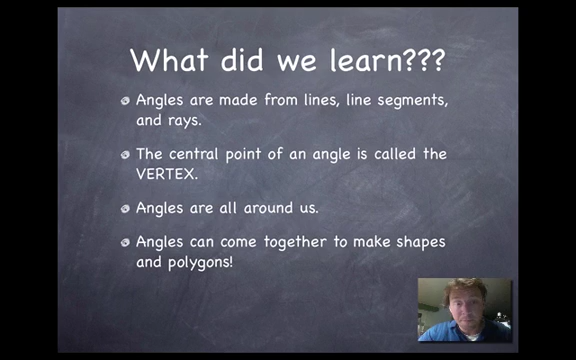 What did we learn???
Angles are made from lines, line segments,
and rays.
The central point of an angle is called the
VERTEX.
Angles are all around us.
Angles can come together to make shapes
and polygons!